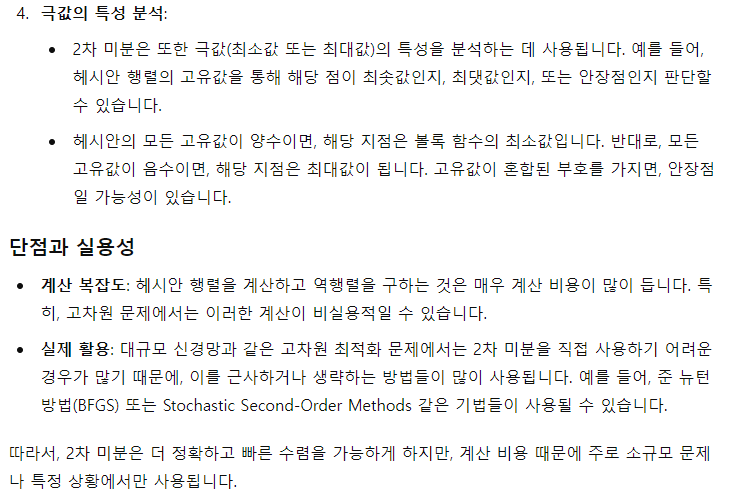 4. 극값의 특성 분석:
• 2차 미분은 또한 극값(최소값 또는 최대값)의 특성을 분석하는 데 사용됩니다. 예를 들어,
헤시안 행렬의 고유값을 통해 해당 점이 최솟값인지, 최댓값인지, 또는 안장점인지 판단할
수 있습니다.
• 헤시안의 모든 고유값이 양수이면, 해당 지점은 볼록 함수의 최소값입니다. 반대로, 모든
고유값이 음수이면, 해당 지점은 최대값이 됩니다. 고유값이 혼합된 부호를 가지면, 안장점
일 가능성이 있습니다.
단점과 실용성
• 계산 복잡도: 헤시안 행렬을 계산하고 역행렬을 구하는 것은 매우 계산 비용이 많이 듭니다. 특
히, 고차원 문제에서는 이러한 계산이 비실용적일 수 있습니다.
• 실제 활용: 대규모 신경망과 같은 고차원 최적화 문제에서는 2차 미분을 직접 사용하기 어려운
경우가 많기 때문에, 이를 근사하거나 생략하는 방법들이 많이 사용됩니다. 예를 들어, 준 뉴턴
방법(BFGS) 또는 Stochastic Second-Order Methods 같은 기법들이 사용될 수 있습니다.
따라서, 2차 미분은 더 정확하고 빠른 수렴을 가능하게 하지만, 계산 비용 때문에 주로 소규모 문제
나 특정 상황에서만 사용됩니다.